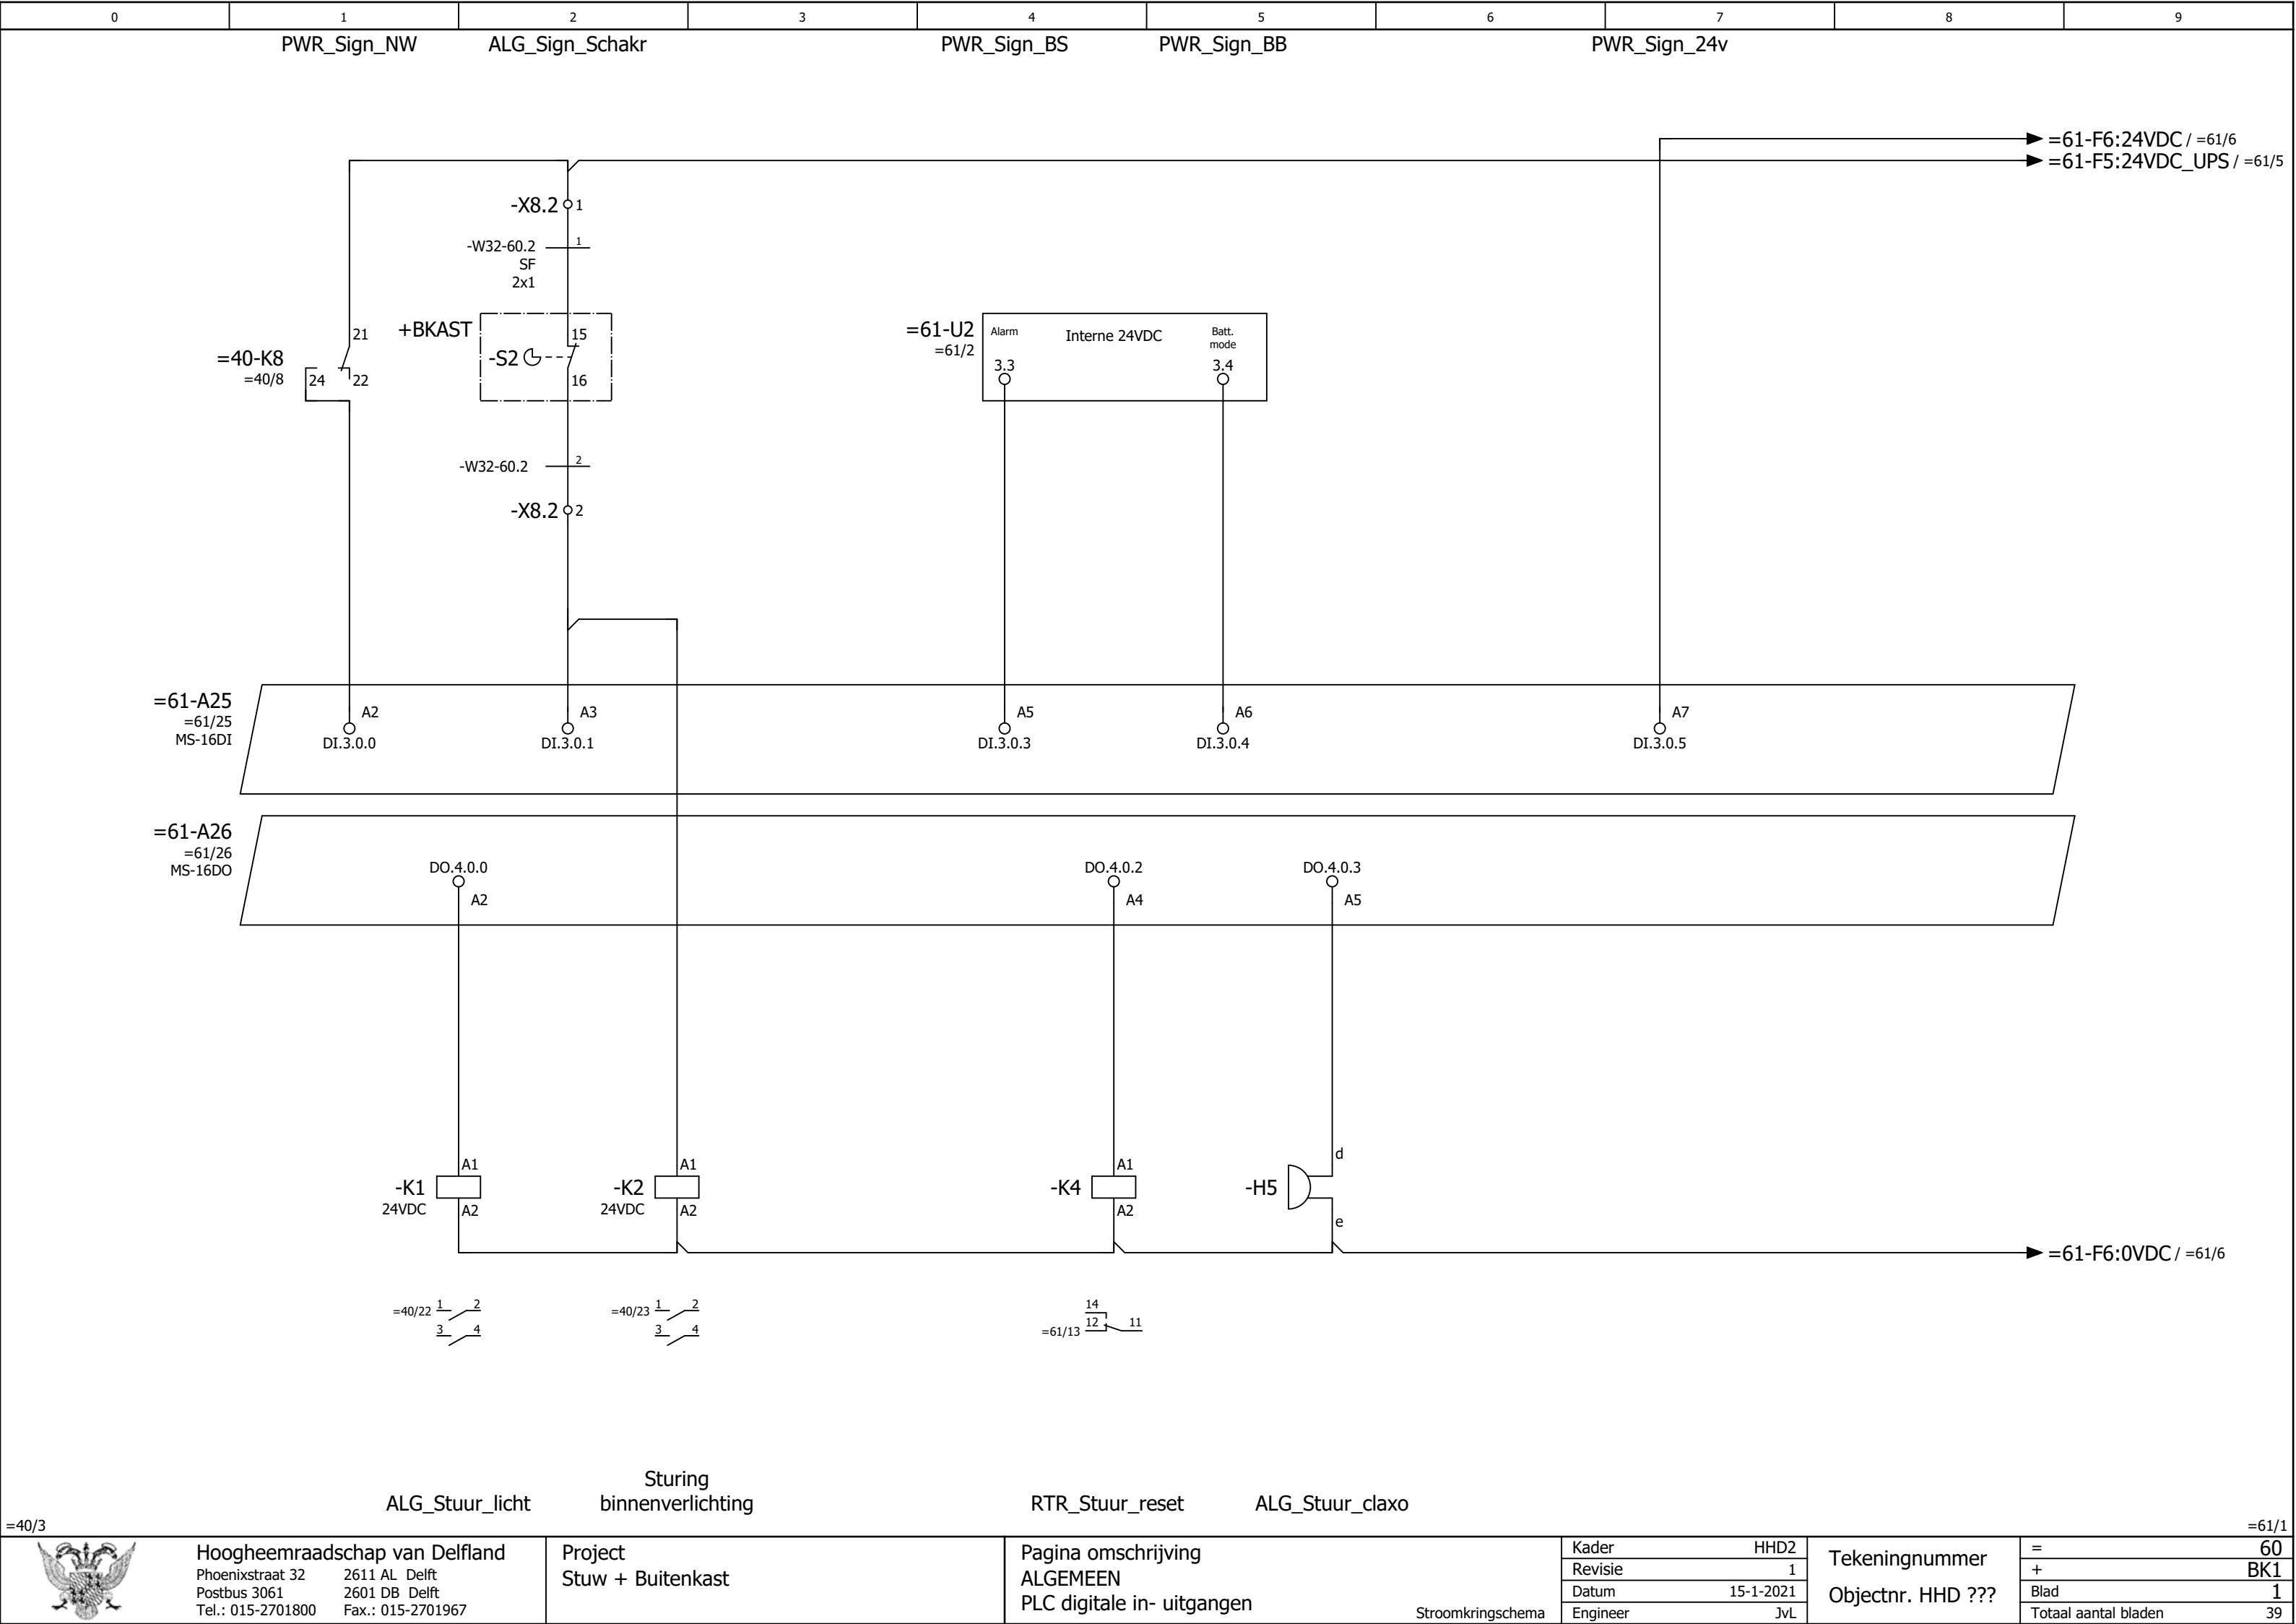 0 1 2 3 4 5 6 7 8 9
PWR_Sign_NW ALG_Sign_Schakr PWR_Sign_BS PWR_Sign_BB PWR_Sign_24v
=61-F6:24VDC / =61/6
=61-F5:24VDC_UPS / =61/5
-X8.2 1
-W32-60.2 1
SF
2x1
=40-K8
=40/8
21
24 22
+BKAST
-S2
15
16
=61-U2
=61/2
Alarm Interne 24VDC Batt.
mode
3.3 3.4
-W32-60.2 2
-X8.2 2
=61-A25
=61/25
MS-16DI
A2 A3 A5 A6 A7
DI.3.0.0 DI.3.0.1 DI.3.0.3 DI.3.0.4 DI.3.0.5
=61-A26
=61/26
MS-16DO
DO.4.0.0 DO.4.0.2 DO.4.0.3
A2 A4 A5
A1 A1 A1 d
-K1 -K2 -K4 -H5
24VDC A2 24VDC A2 A2 e
=61-F6:0VDC / =61/6
=40/22 1 2
3 4
=40/23 1 2
3 4
14
=61/13 12 11
ALG_Stuur_licht
Sturing
binnenverlichting
RTR_Stuur_reset
ALG_Stuur_claxo
=40/3 =61/1
Hoogheemraadschap van Delfland
Phoenixstraat 32 2611 AL Delft
Postbus 3061 2601 DB Delft
Tel.: 015-2701800 Fax.: 015-2701967
Project
Stuw + Buitenkast
Pagina omschrijving
ALGEMEEN
PLC digitale in- uitgangen
Stroomkringschema
Kader HHD2
Revisie 1
Datum 15-1-2021
Engineer JvL
Tekeningnummer
Objectnr. HHD ???
= 60
+ BK1
Blad 1
Totaal aantal bladen 39